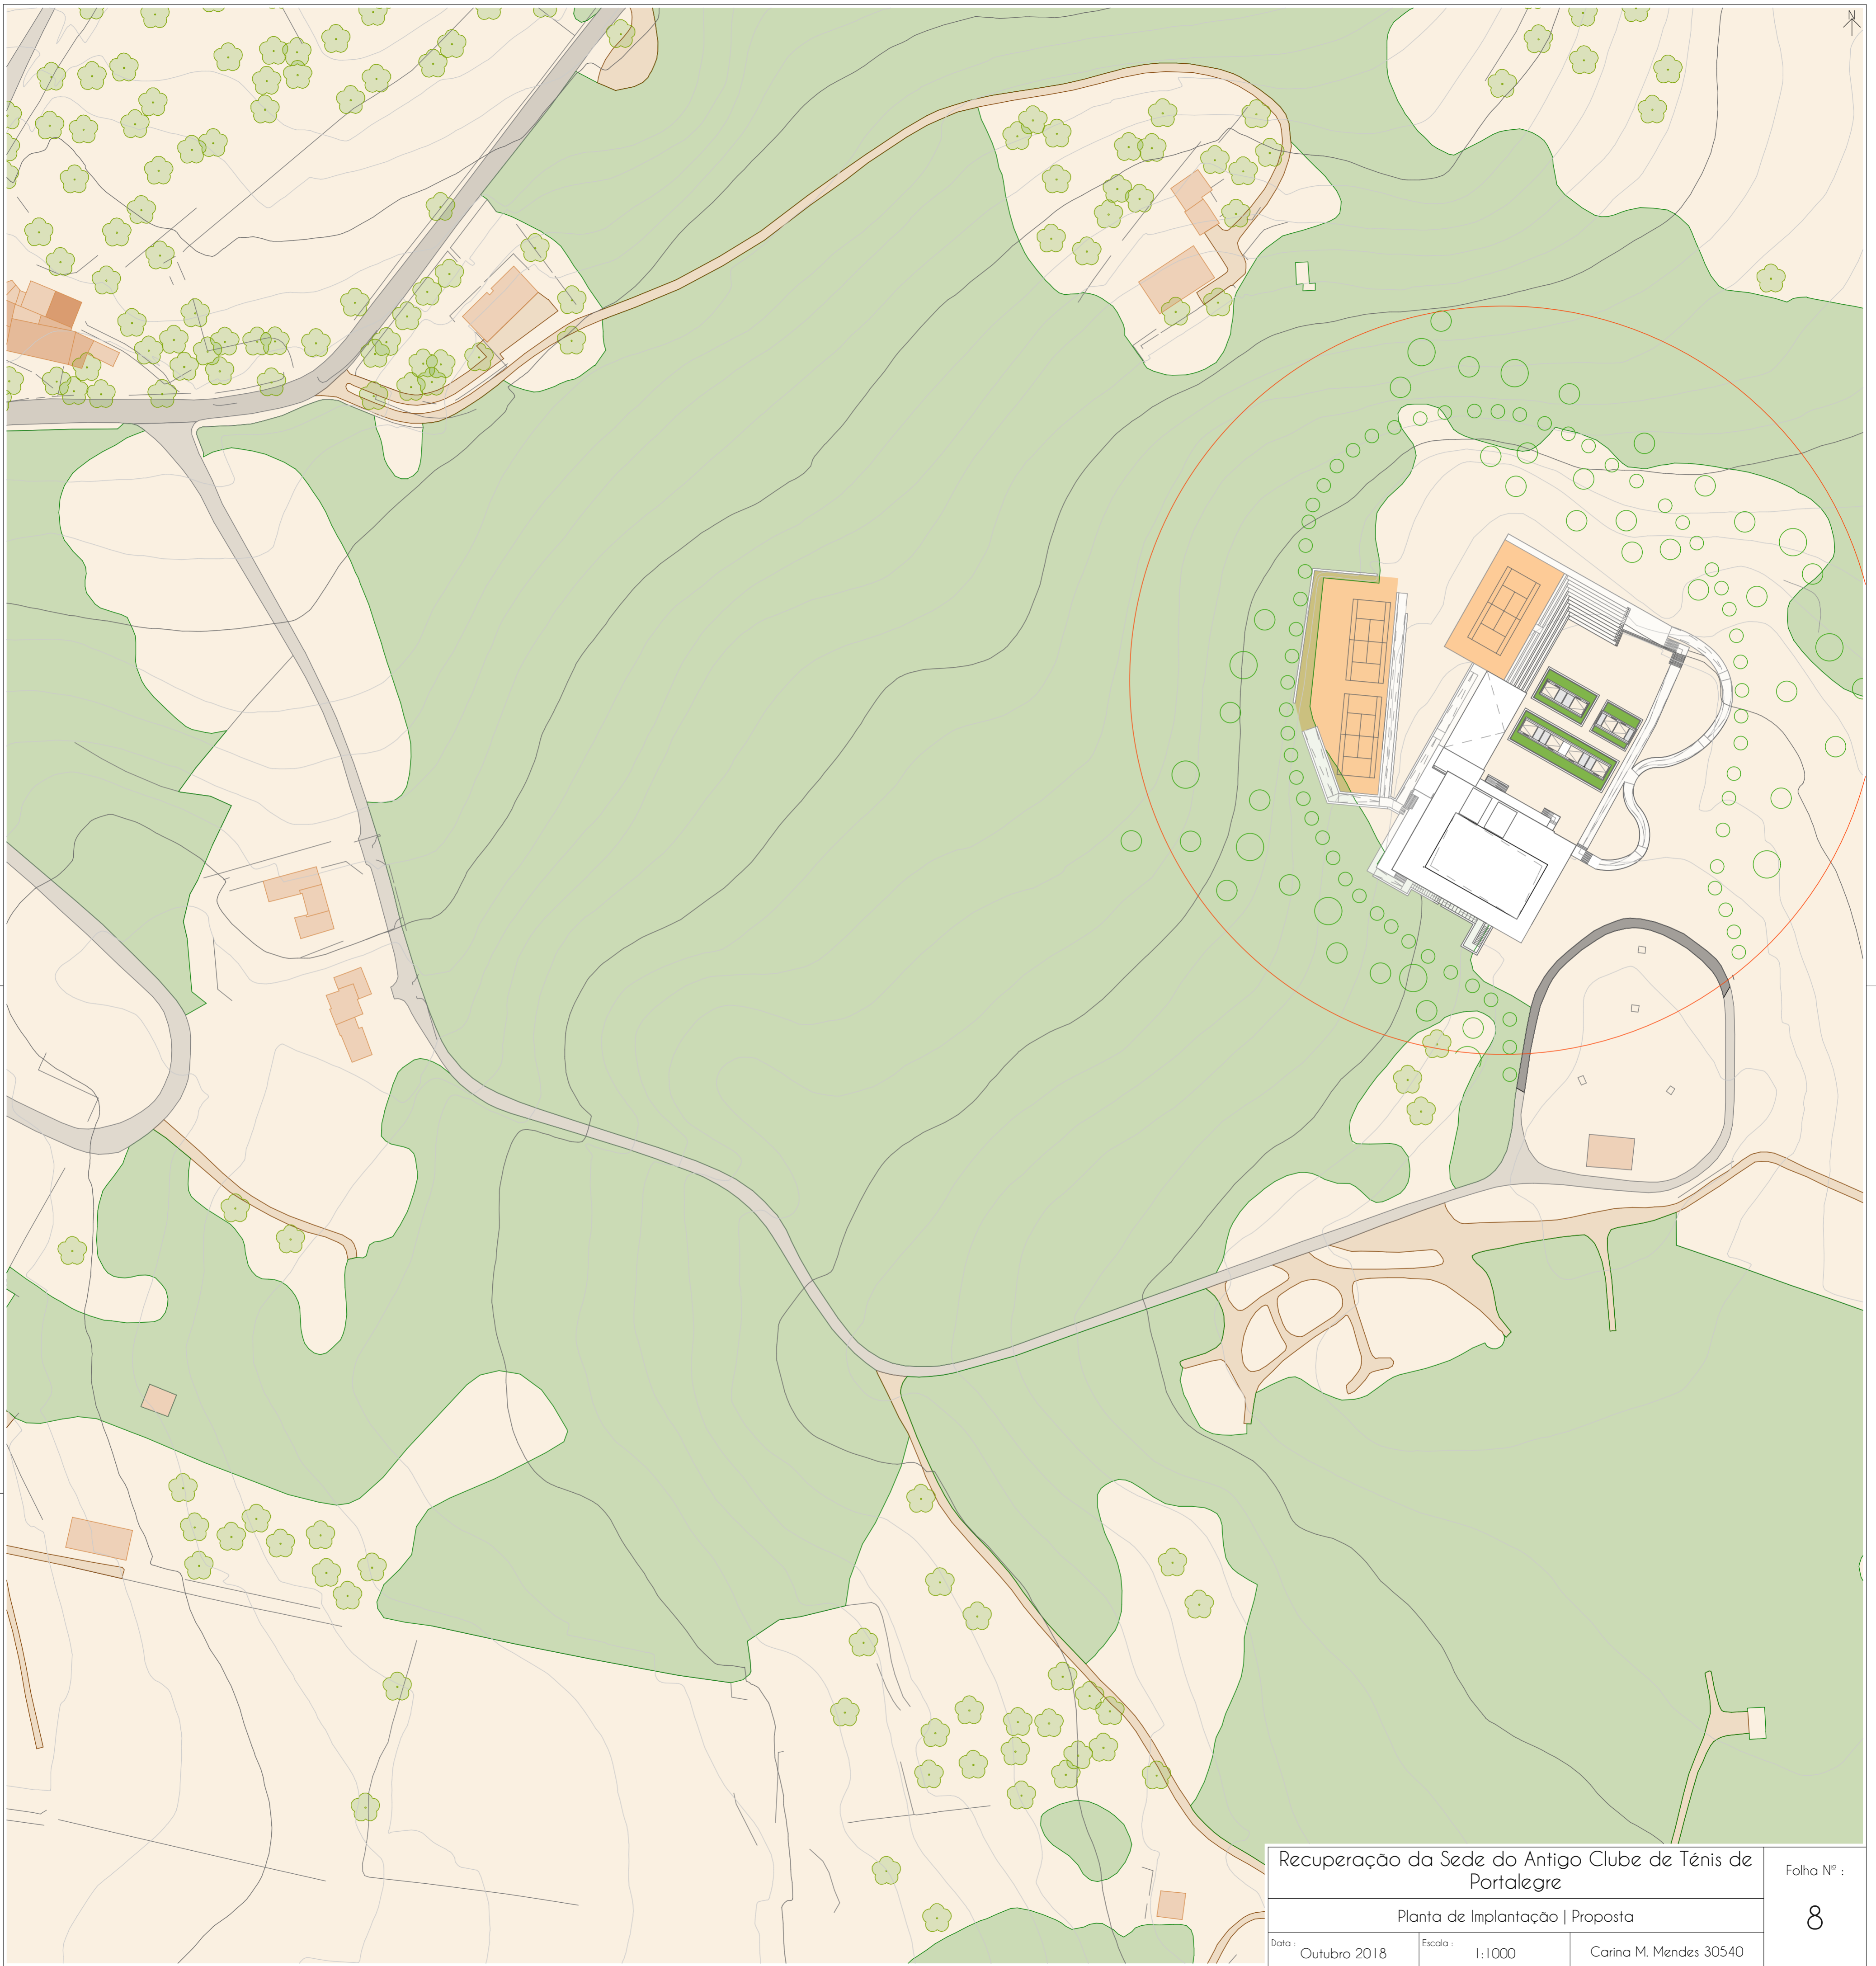 N
Recuperação da Sede do Antigo Clube de Ténis de
Portalegre
Folha Nº :
8
Planta de Implantação | Proposta
Data :
Outubro 2018
Escala :
1:1000
Carina M. Mendes 30540